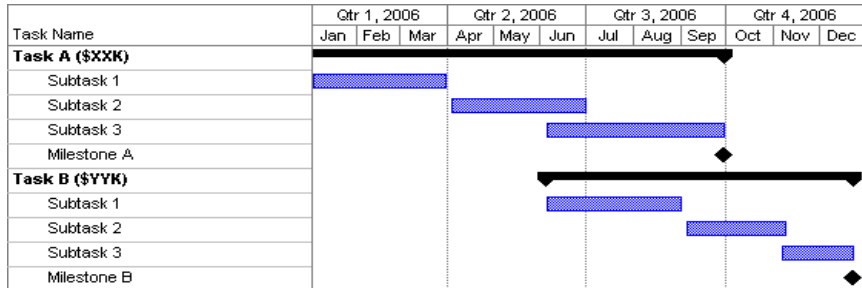 Qtr 1, 2006 Qtr 2, 2006 Qtr 3, 2006 Qtr 4, 2006
Task Name Jan Feb Mar Apr May Jun Jul Aug Sep Oct Nov Dec
Task A ($XXK)
Subtask 1
Subtask 2
Subtask 3
Milestone A
Task B ($YYK)
Subtask 1
Subtask 2
Subtask 3
Milestone B